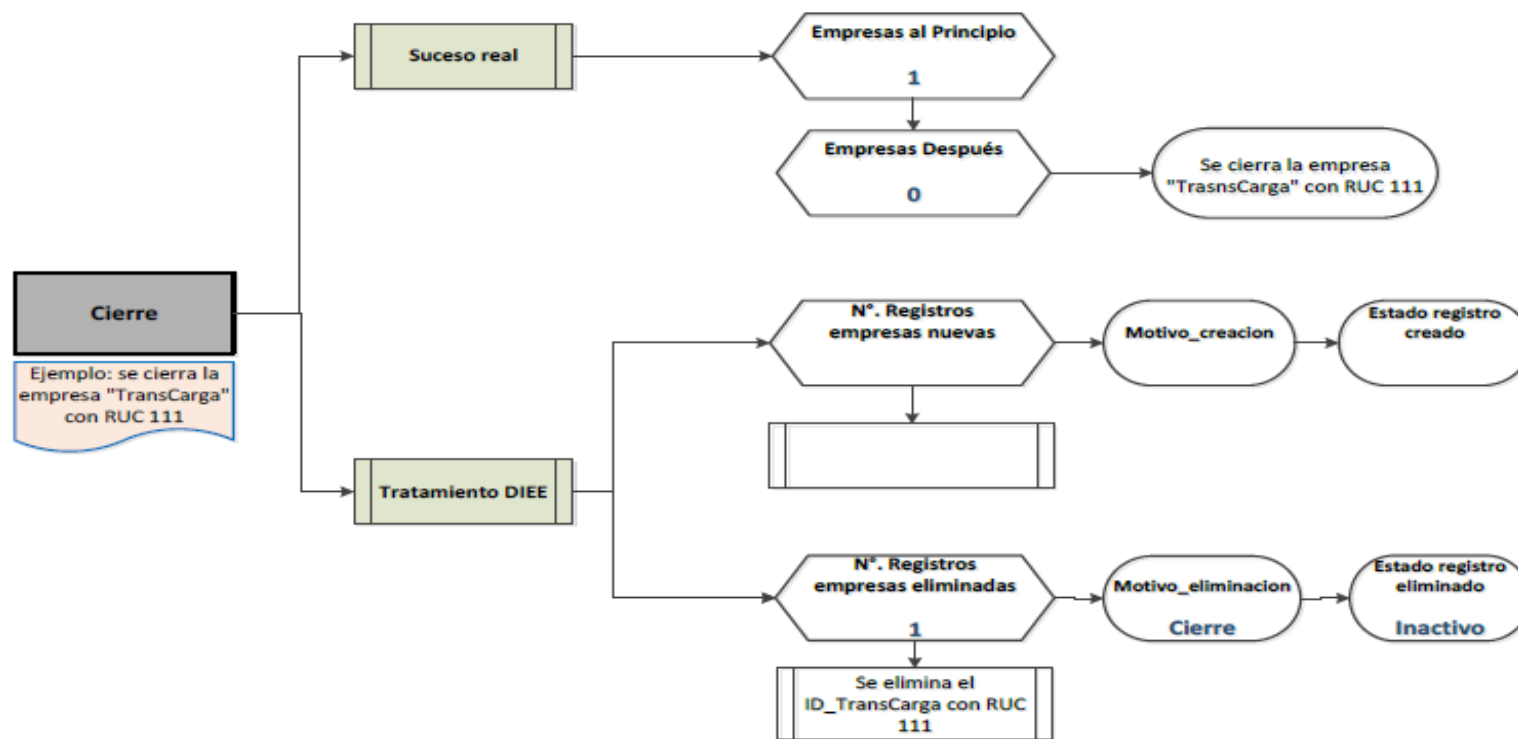 Suceso real
Empresas al Principio
1
Empresas Después
0
Se cierra la empresa
"TrasnsCarga" con RUC 111
Cierre
Ejemplo: se cierra la
empresa "TransCarga"
con RUC 111
N°. Registros
empresas nuevas
Motivo_creacion
Estado registro
creado
Tratamiento DIEE
N°. Registros
empresas eliminadas
1
Motivo_eliminacion
Cierre
Estado registro
eliminado
Inactivo
Se elimina el
ID_TransCarga con RUC
111